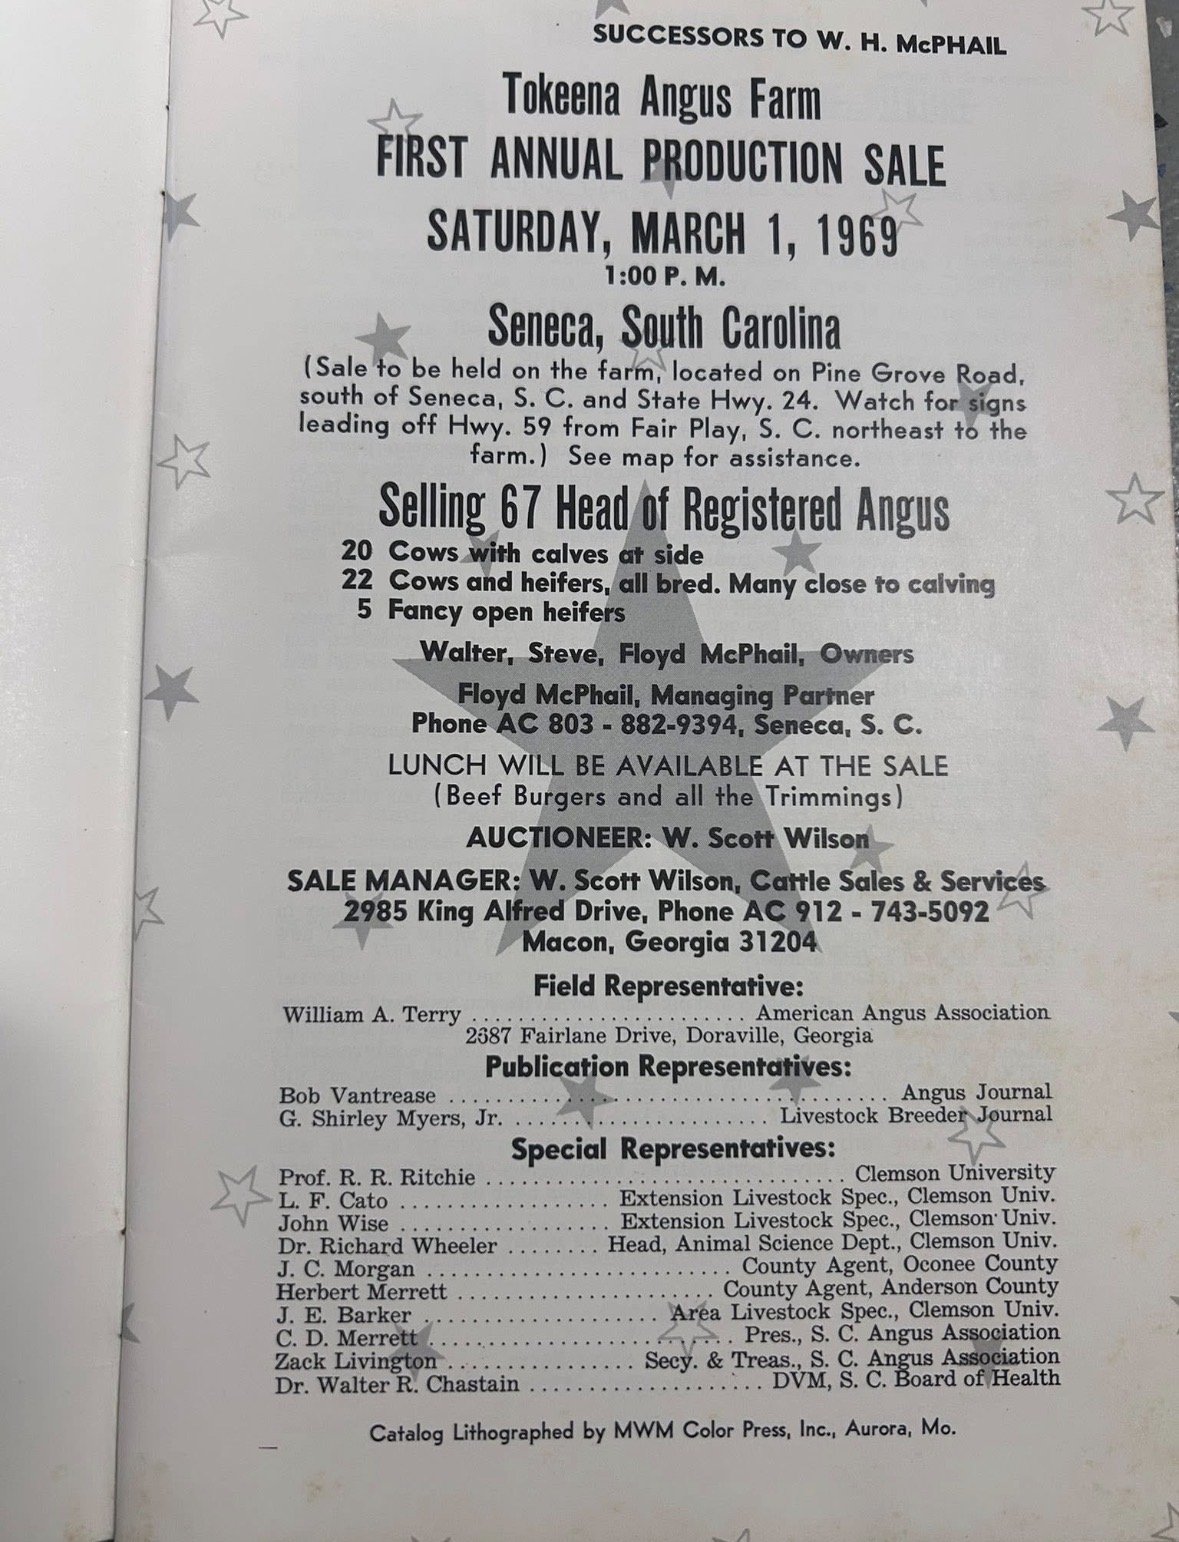 SUCCESSORS TO W. H. McPHAIL
Tokeena Angus Farm
FIRST ANNUAL PRODUCTION SALE
SATURDAY, MARCH 1, 1969
1:00 P. M.
Seneca, South Carolina
(Sale to be held on the farm, located on Pine Grove Road,
south of Seneca, S. C. and State Hwy. 24. Watch for signs
leading off Hwy. 59 from Fair Play, S. C. northeast to the
farm.) See map for assistance.
Selling 67 Head of Registered Angus
20 Cows with calves at side
22 Cows and heifers, all bred. Many close to calving
5 Fancy open heifers
Walter, Steve, Floyd McPhail, Owners
Floyd McPhail, Managing Partner
Phone AC 803 - 882-9394, Seneca, S. C.
LUNCH WILL BE AVAILABLE AT THE SALE
(Beef Burgers and all the Trimmings)
AUCTIONEER: W. Scott Wilson
SALE MANAGER: W. Scott Wilson, Cattle Sales & Services
2985 King Alfred Drive, Phone AC 912 - 743-5092
Macon, Georgia 31204
Field Representative:
William A. Terry ........................ American Angus Association
2387 Fairlane Drive, Doraville, Georgia
Publication Representatives:
Bob Vantrease ....................................... Angus Journal
G. Shirley Myers, Jr. ....................... Livestock Breeder Journal
Special Representatives:
Prof. R. R. Ritchie ................................ Clemson University
L. F. Cato ................... Extension Livestock Spec., Clemson Univ.
John Wise ................... Extension Livestock Spec., Clemson Univ.
Dr. Richard Wheeler ........ Head, Animal Science Dept., Clemson Univ.
J. C. Morgan ........................... County Agent, Oconee County
Herbert Merrett ....................... County Agent, Anderson County
J. E. Barker ..................... Area Livestock Spec., Clemson Univ.
C. D. Merrett ........................... Pres., S. C. Angus Association
Zack Livington ................ Secy. & Treas., S. C. Angus Association
Dr. Walter R. Chastain ..................... DVM, S. C. Board of Health
Catalog Lithographed by MWM Color Press, Inc., Aurora, Mo.